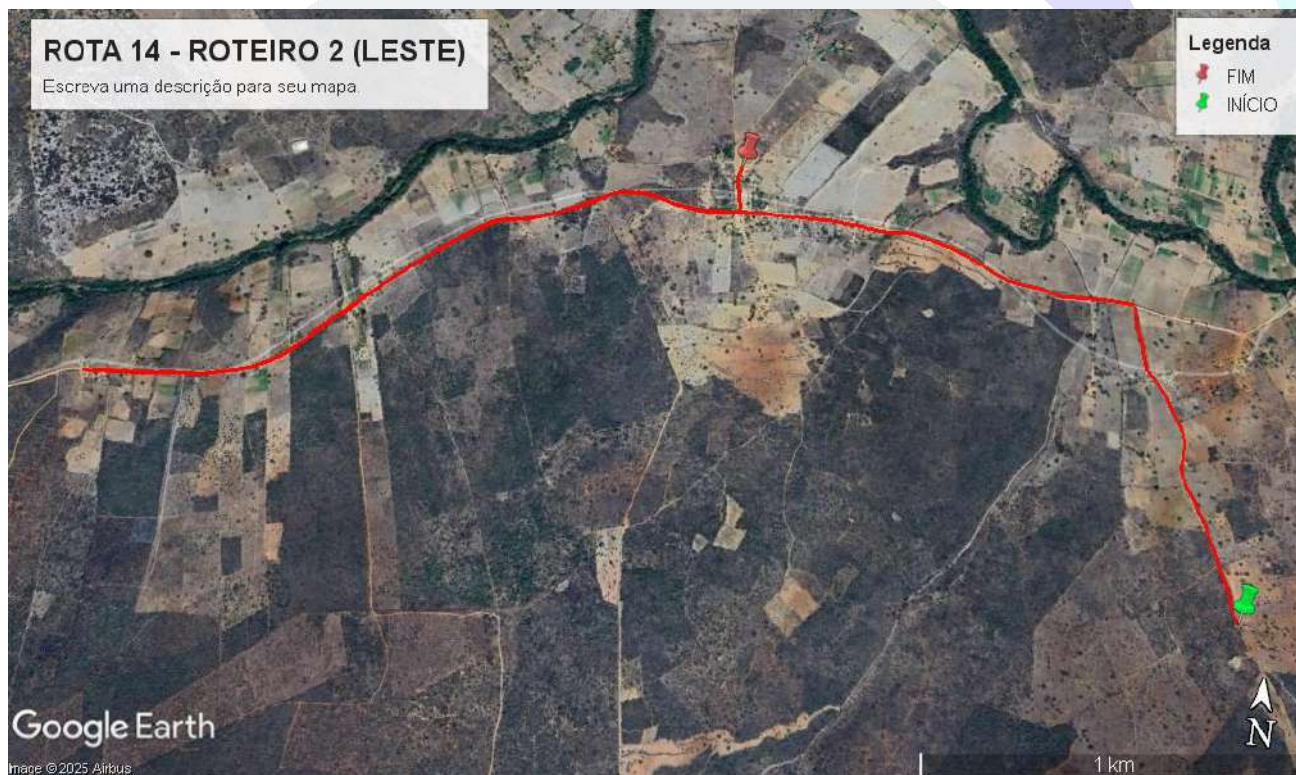 ROTA 14 - ROTEIRO 2 (LESTE)
Escreva uma descrição para seu mapa.
Legenda
FIM
INÍCIO
N
Google Earth
Image © 2025 Airbus
1 km